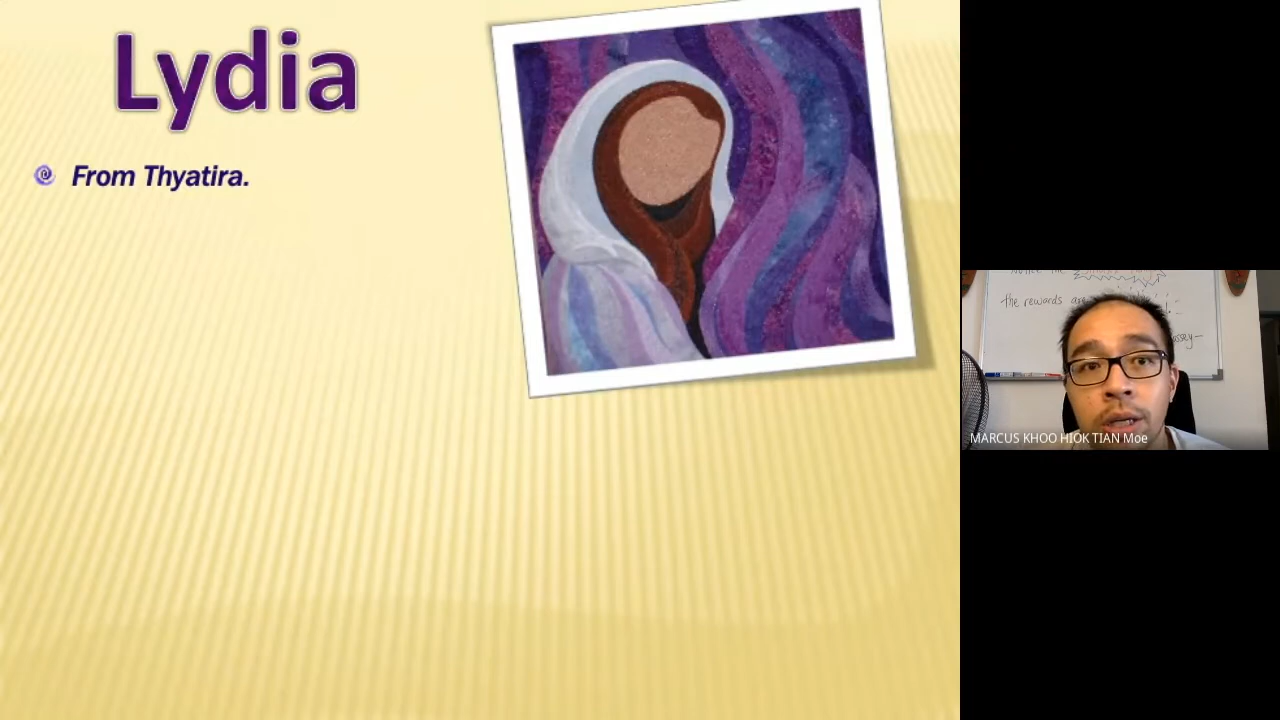 Lydia
From Thyatira.
the rewards are
MARCUS KHOO HIOK TIAN Moe